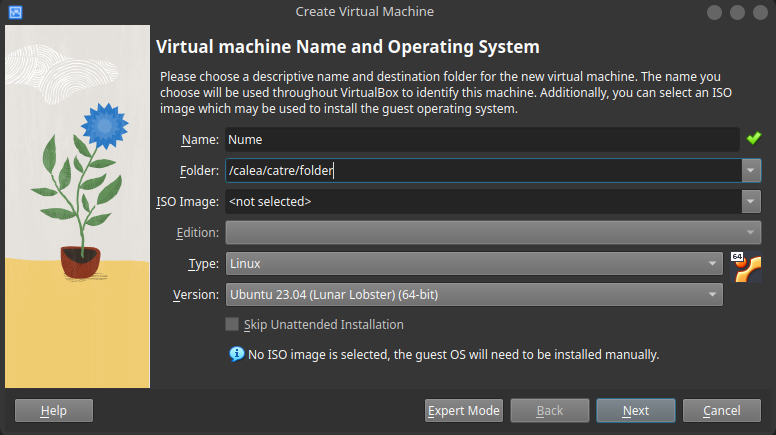 Create Virtual Machine
Virtual machine Name and Operating System
Please choose a descriptive name and destination folder for the new virtual machine. The name you
choose will be used throughout VirtualBox to identify this machine. Additionally, you can select an ISO
image which may be used to install the guest operating system.
Name: Nume
Folder: /calea/catre/folder
ISO Image: <not selected>
Edition:
Type: Linux
64
Version: Ubuntu 23.04 (Lunar Lobster) (64-bit)
Skip Unattended Installation
No ISO image is selected, the guest OS will need to be installed manually.
Help Expert Mode Back Next Cancel